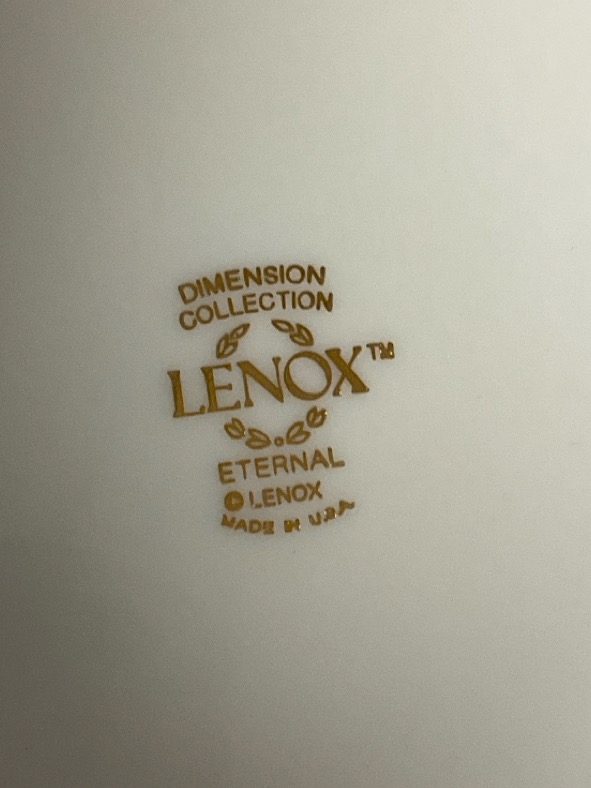 DIMENSION
COLLECTION
LENOX™
ETERNAL
© LENOX
MADE IN U.S.A.